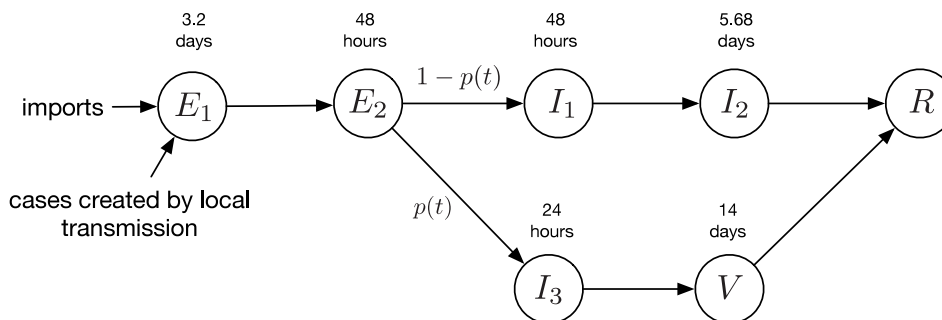 3.2
days
48
hours
48
hours
5.68
days
imports
E₁
E₂
1 − p(t)
I₁
I₂
R
cases created by local
transmission
p(t)
24
hours
14
days
I₃
V